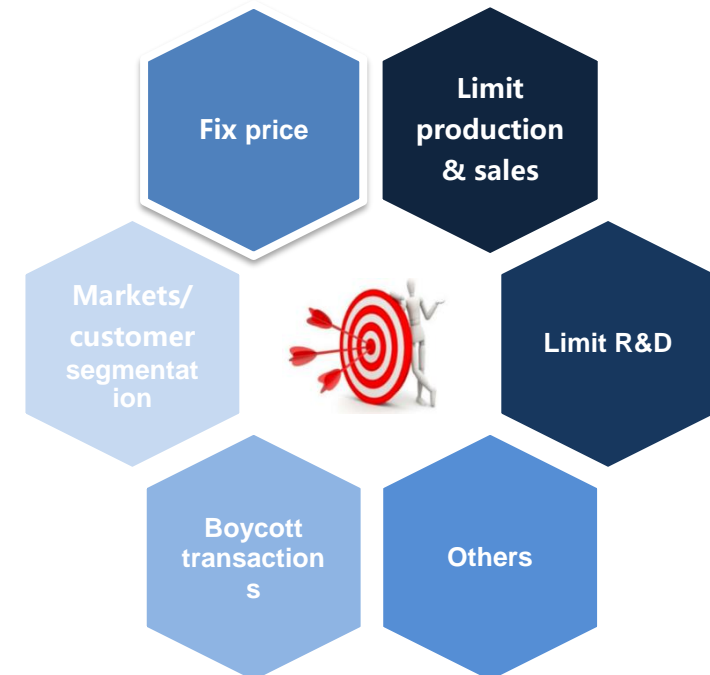 Fix price
Limit
production
& sales
Markets/
customer
segmentat
ion
Limit R&D
Boycott
transaction
s
Others